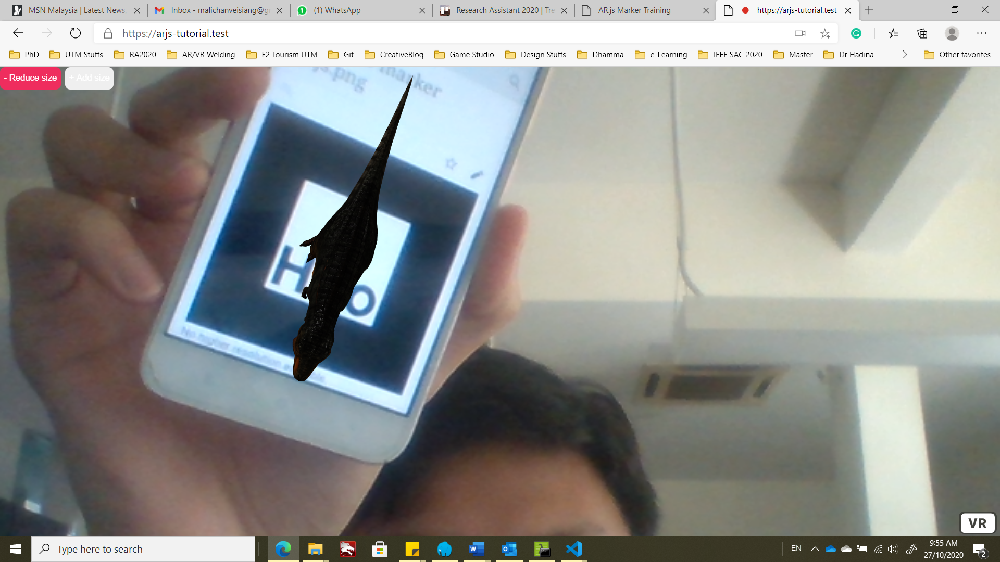 MSN Malaysia | Latest News,
Inbox - malichanveisiang@g
(1) WhatsApp
Research Assistant 2020 | Tre
AR.js Marker Training
https://arjs-tutorial.test
https://arjs-tutorial.test
PhD
UTM Stuffs
RA2020
AR/VR Welding
E2 Tourism UTM
Git
CreativeBloq
Game Studio
Design Stuffs
Dhamma
e-Learning
IEEE SAC 2020
Master
Dr Hadina
Other favorites
- Reduce size
+ Add size
marker
.png
H O
No higher resolution
VR
Type here to search
EN
9:55 AM
27/10/2020
2